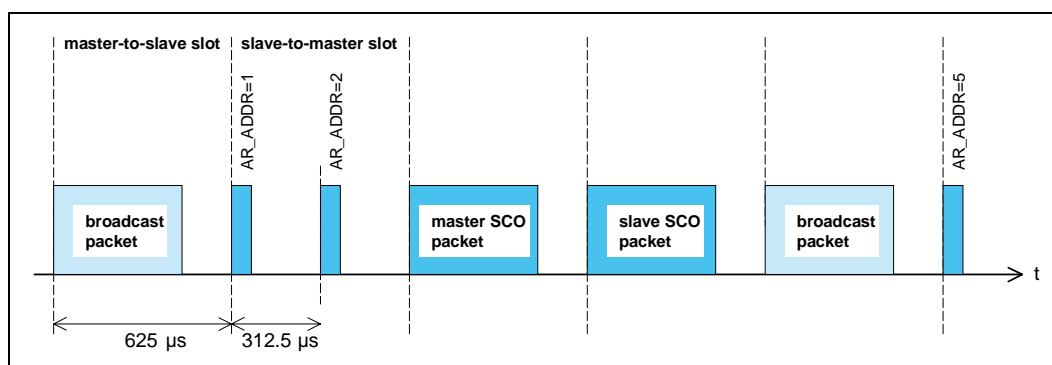 master-to-slave slot
slave-to-master slot
AR_ADDR=1
AR_ADDR=2
AR_ADDR=5
broadcast
packet
master SCO
packet
slave SCO
packet
broadcast
packet
t
625 µs
312.5 µs